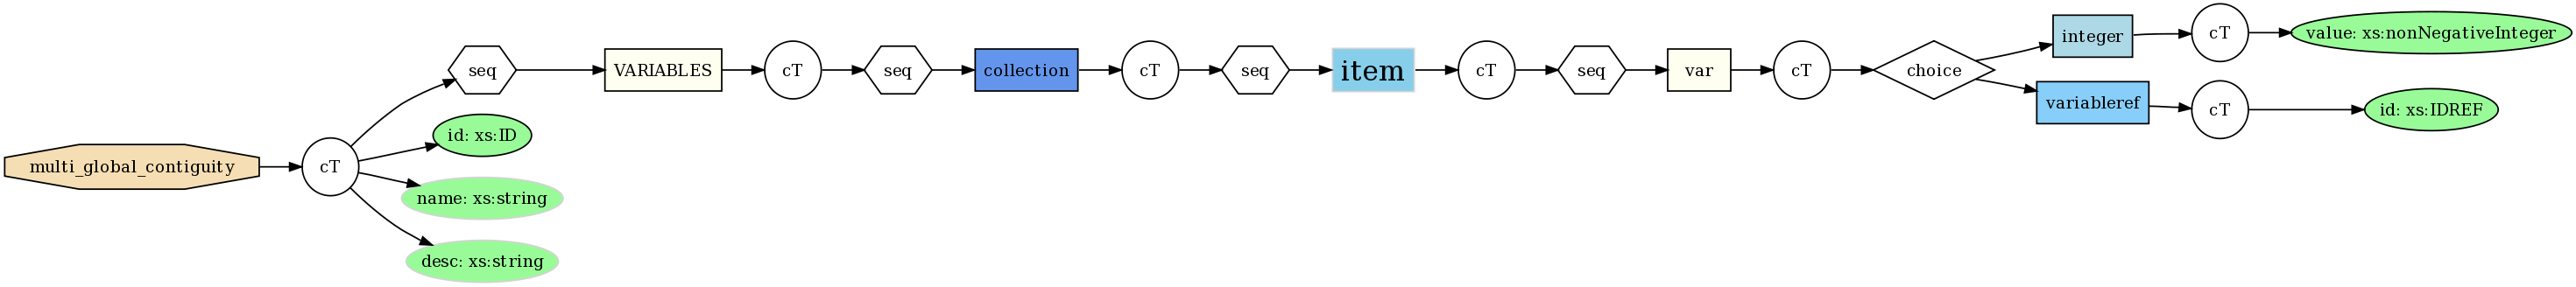 multi_global_contiguity
cT
seq
id: xs:ID
name: xs:string
desc: xs:string
VARIABLES
cT
seq
collection
cT
seq
item
cT
seq
var
cT
choice
integer
cT
value: xs:nonNegativeInteger
variableref
cT
id: xs:IDREF